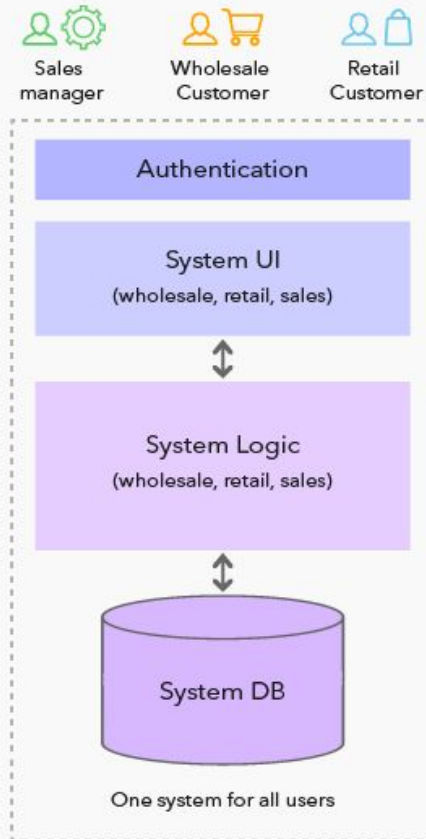 Sales
manager
Wholesale
Customer
Retail
Customer
Authentication
System UI
(wholesale, retail, sales)
System Logic
(wholesale, retail, sales)
System DB
One system for all users